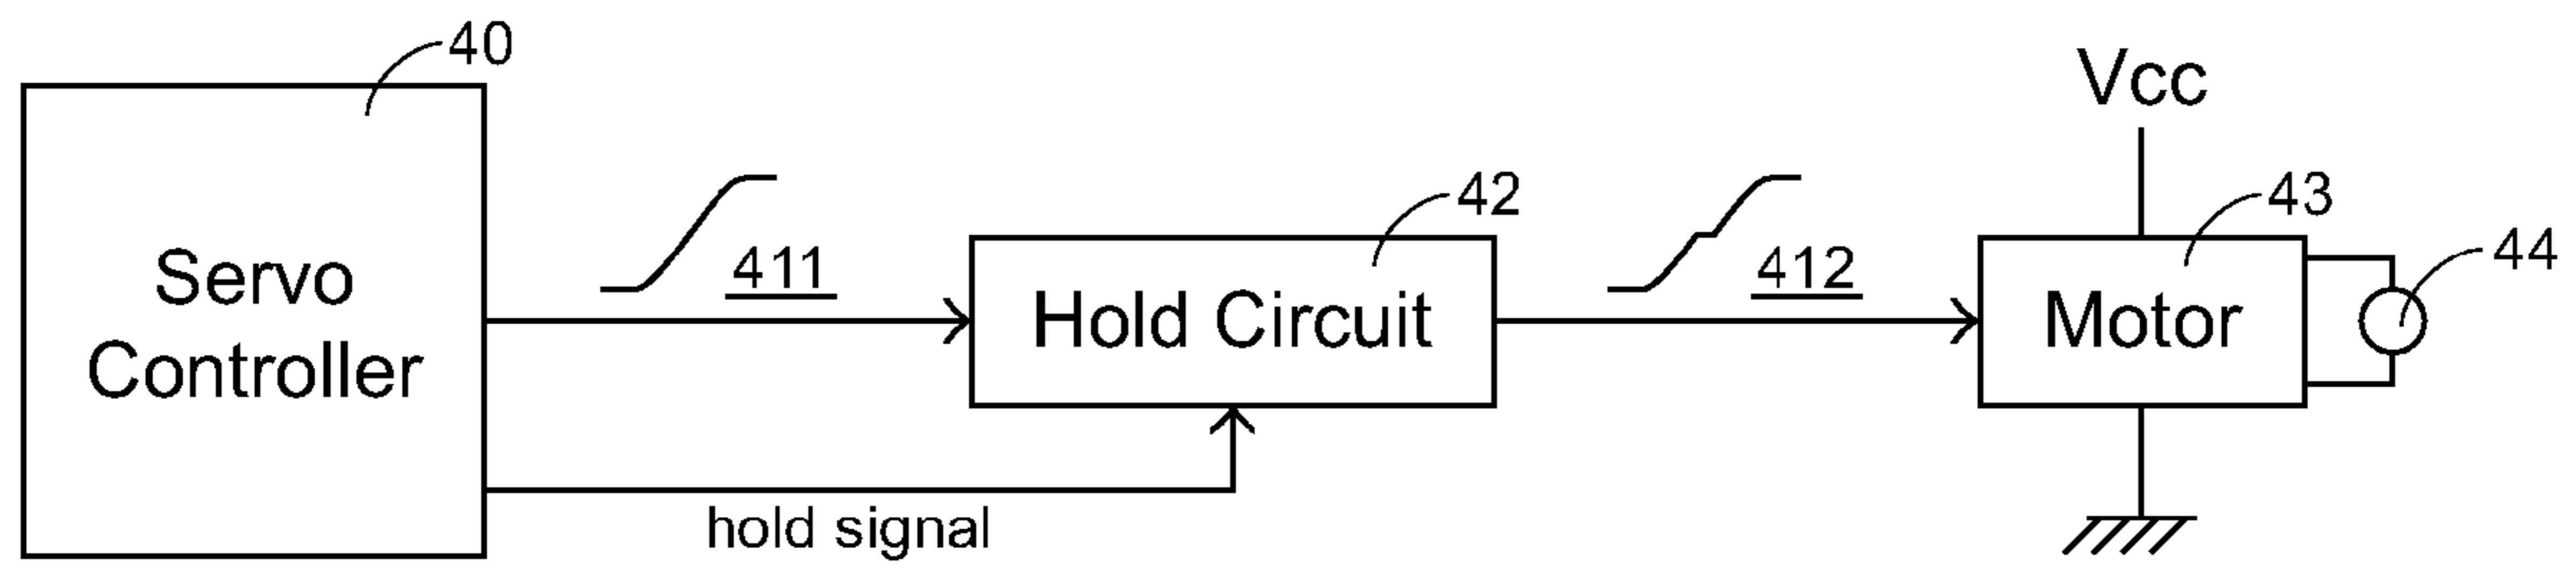 40
Servo
Controller
411
hold signal
42
Hold Circuit
412
Vcc
43
Motor
44